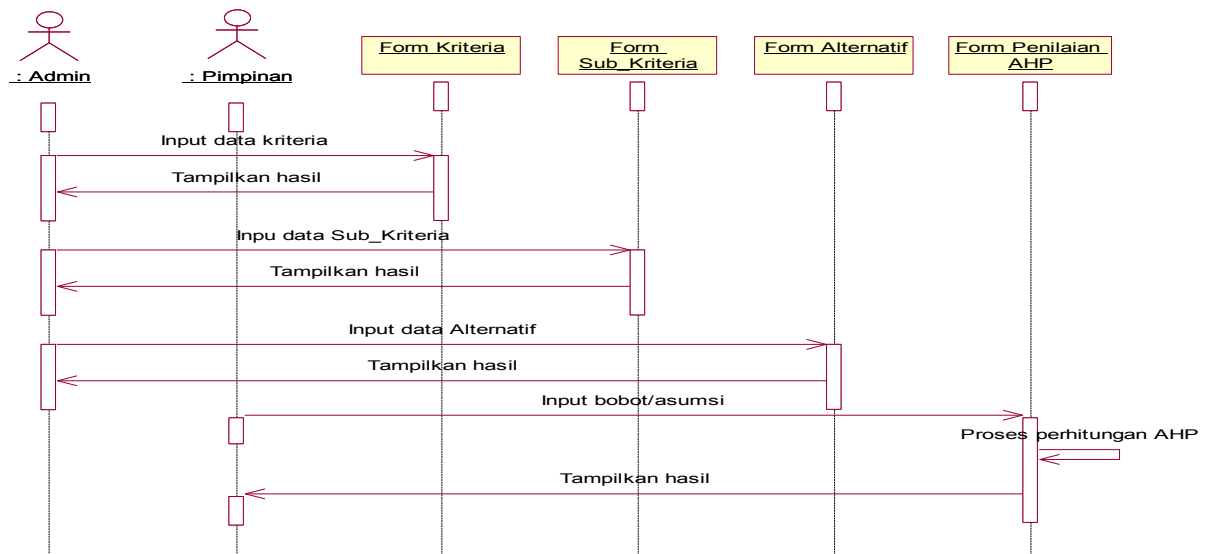 : Admin
: Pimpinan
Form Kriteria
Form
Sub_Kriteria
Form Alternatif
Form Penilaian
AHP
Input data kriteria
Tampilkan hasil
Inpu data Sub_Kriteria
Tampilkan hasil
Input data Alternatif
Tampilkan hasil
Input bobot/asumsi
Proses perhitungan AHP
Tampilkan hasil